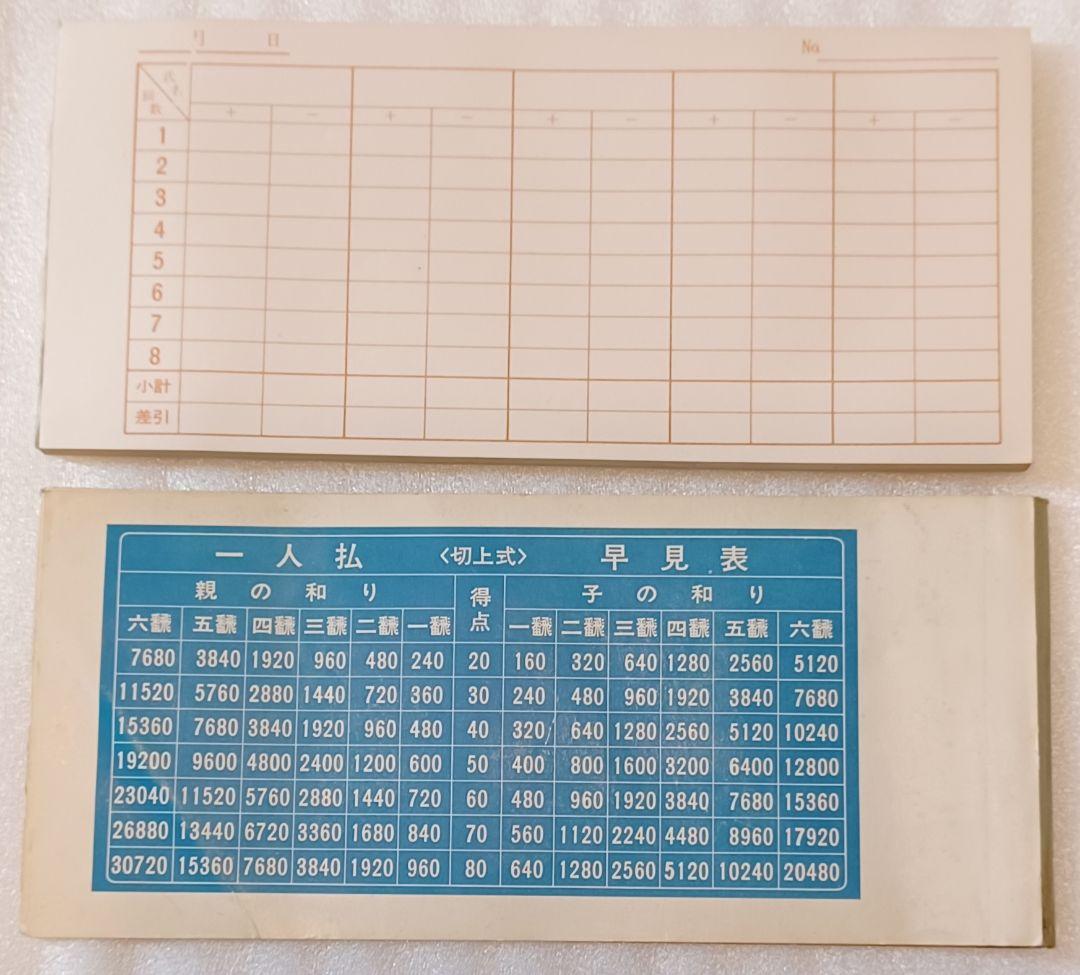 月 日 No.
氏名 回数
+ − + − + − + − + −
1
2
3
4
5
6
7
8
小計
差引
一人払 〈切上式〉 早見表
親の和り 得点 子の和り
六飜 五飜 四飜 三飜 二飜 一飜 一飜 二飜 三飜 四飜 五飜 六飜
7680 3840 1920 960 480 240 20 160 320 640 1280 2560 5120
11520 5760 2880 1440 720 360 30 240 480 960 1920 3840 7680
15360 7680 3840 1920 960 480 40 320 640 1280 2560 5120 10240
19200 9600 4800 2400 1200 600 50 400 800 1600 3200 6400 12800
23040 11520 5760 2880 1440 720 60 480 960 1920 3840 7680 15360
26880 13440 6720 3360 1680 840 70 560 1120 2240 4480 8960 17920
30720 15360 7680 3840 1920 960 80 640 1280 2560 5120 10240 20480